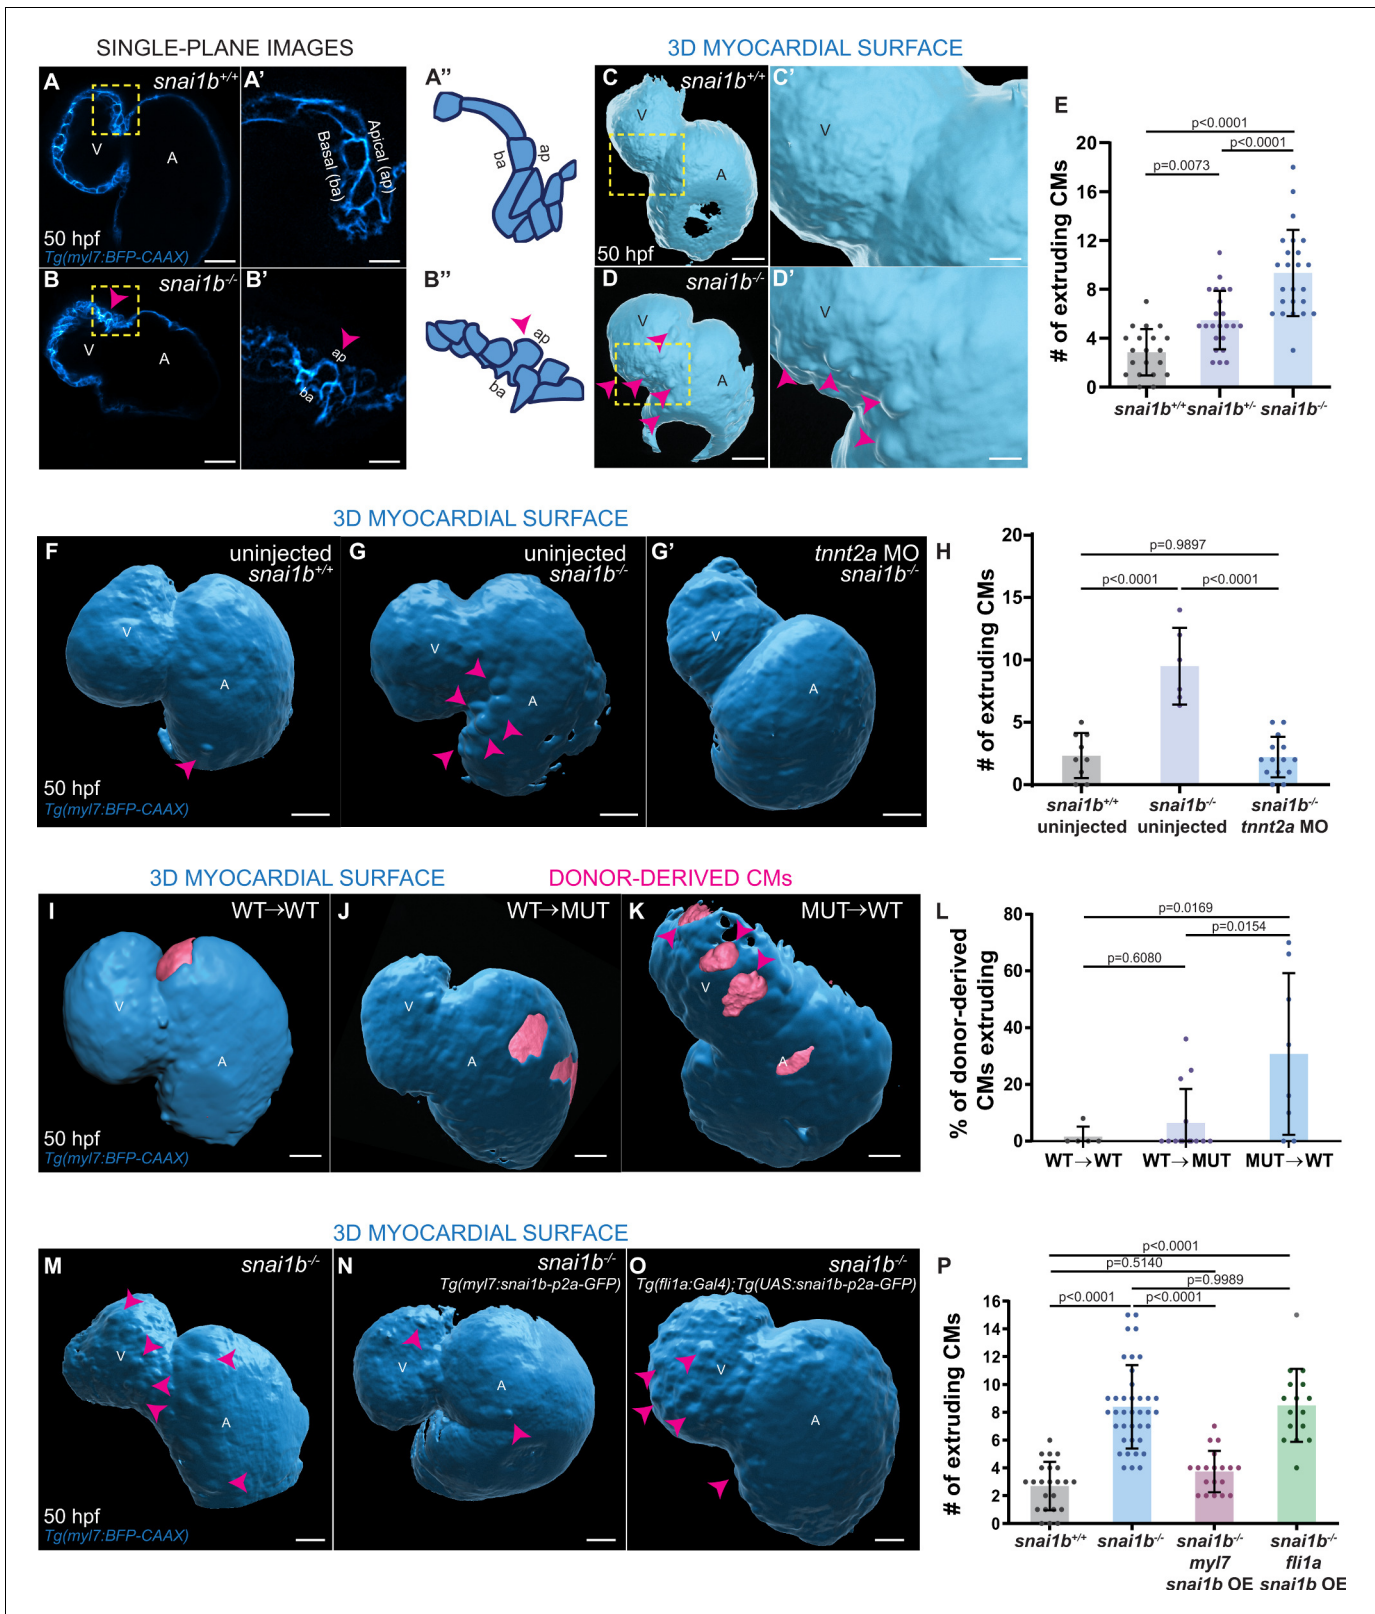 SINGLE-PLANE IMAGES
3D MYOCARDIAL SURFACE
A
snai1b+/+
V
A
50 hpf
Tg(myl7:BFP-CAAX)
A'
Basal (ba)
Apical (ap)
A''
ba
ap
B
snai1b-/-
V
A
B'
ap
ba
B''
ap
ba
C
snai1b+/+
V
A
50 hpf
C'
V
D
snai1b-/-
V
A
D'
V
E
p<0.0001
p<0.0001
p=0.0073
# of extruding CMs
20
16
12
8
4
0
snai1b+/+ snai1b+/- snai1b-/-
3D MYOCARDIAL SURFACE
F
uninjected
snai1b+/+
V
A
50 hpf
Tg(myl7:BFP-CAAX)
G
uninjected
snai1b-/-
V
A
G'
tnnt2a MO
snai1b-/-
V
A
H
p=0.9897
p<0.0001 p<0.0001
# of extruding CMs
20
15
10
5
0
snai1b+/+ snai1b-/- snai1b-/-
uninjected uninjected tnnt2a MO
3D MYOCARDIAL SURFACE
DONOR-DERIVED CMs
I
WT→WT
V
A
50 hpf
Tg(myl7:BFP-CAAX)
J
WT→MUT
V
A
K
MUT→WT
V
A
L
p=0.0169
p=0.0154
p=0.6080
% of donor-derived
CMs extruding
80
60
40
20
0
WT→WT WT→MUT MUT→WT
3D MYOCARDIAL SURFACE
M
snai1b-/-
V
A
50 hpf
Tg(myl7:BFP-CAAX)
N
snai1b-/-
Tg(myl7:snai1b-p2a-GFP)
V
A
O
snai1b-/-
Tg(fli1a:Gal4);Tg(UAS:snai1b-p2a-GFP)
V
A
P
p<0.0001
p=0.5140
p=0.9989
p<0.0001 p<0.0001
# of extruding CMs
16
14
12
10
8
6
4
2
0
snai1b+/+ snai1b-/- snai1b-/- snai1b-/-
myl7 fli1a
snai1b OE snai1b OE